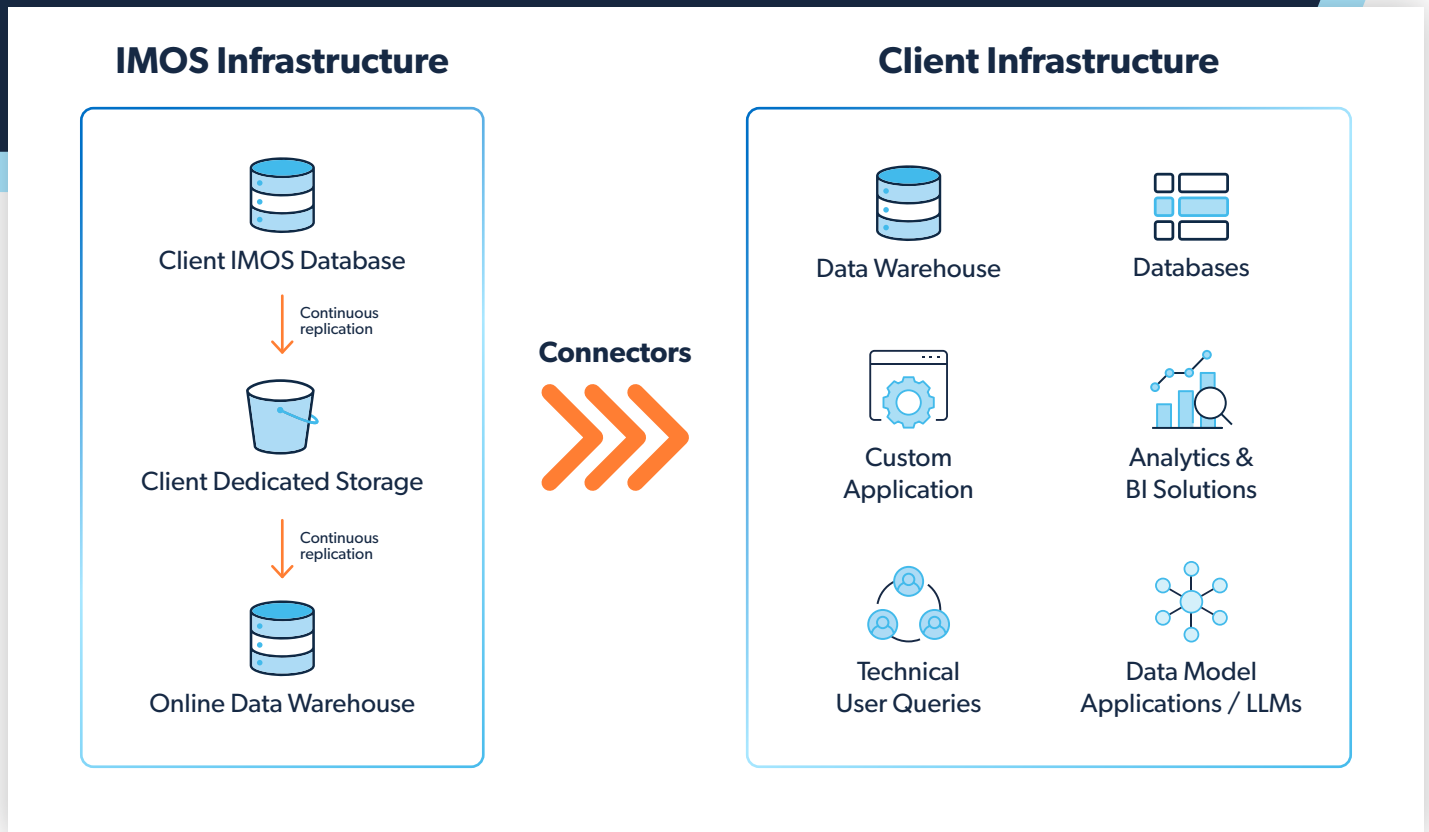 IMOS Infrastructure
Client IMOS Database
Continuous
replication
Client Dedicated Storage
Continuous
replication
Online Data Warehouse
Connectors
Client Infrastructure
Data Warehouse
Databases
Custom
Application
Analytics &
BI Solutions
Technical
User Queries
Data Model
Applications / LLMs